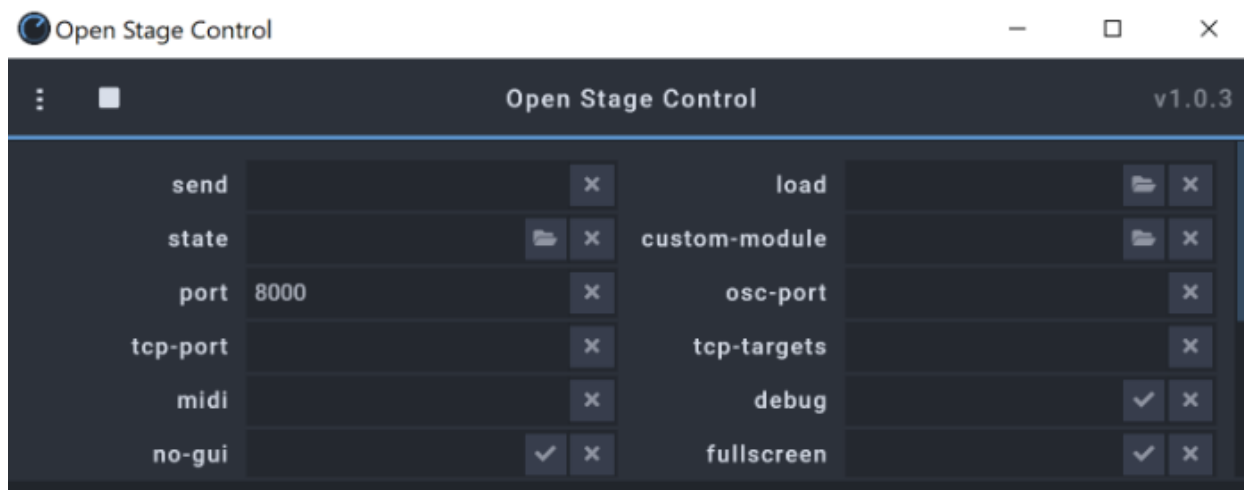 Open Stage Control
Open Stage Control v1.0.3
send load
state custom-module
port 8000 osc-port
tcp-port tcp-targets
midi debug
no-gui fullscreen